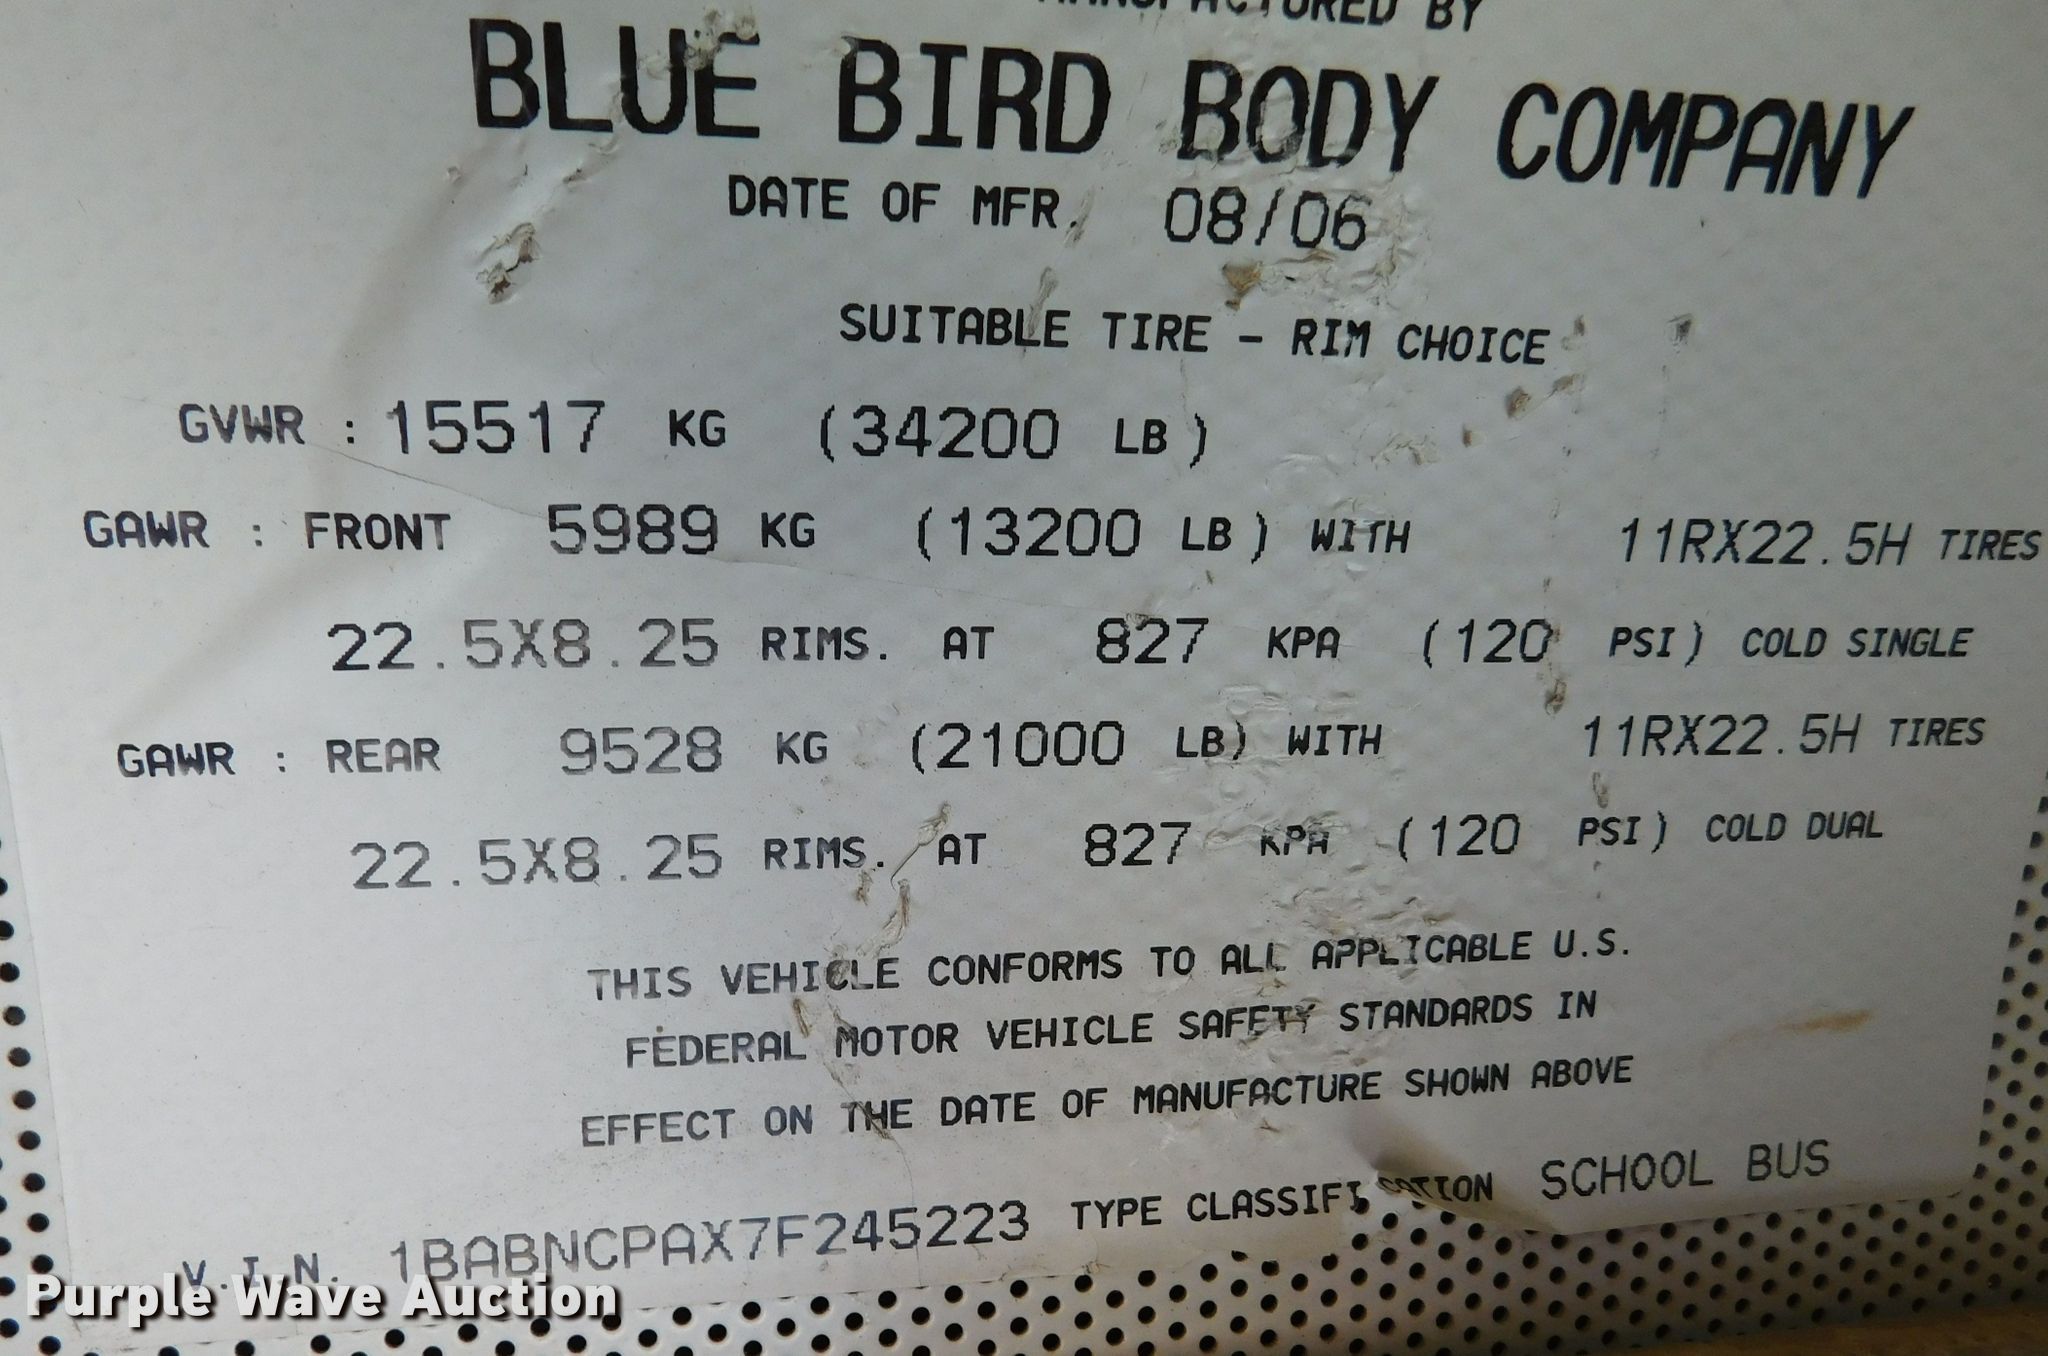 MANUFACTURED BY
BLUE BIRD BODY COMPANY
DATE OF MFR. 08/06
SUITABLE TIRE - RIM CHOICE
GVWR : 15517 KG (34200 LB)
GAWR : FRONT 5989 KG (13200 LB) WITH 11RX22.5H TIRES
22.5X8.25 RIMS. AT 827 KPA (120 PSI) COLD SINGLE
GAWR : REAR 9528 KG (21000 LB) WITH 11RX22.5H TIRES
22.5X8.25 RIMS. AT 827 KPA (120 PSI) COLD DUAL
THIS VEHICLE CONFORMS TO ALL APPLICABLE U.S.
FEDERAL MOTOR VEHICLE SAFETY STANDARDS IN
EFFECT ON THE DATE OF MANUFACTURE SHOWN ABOVE
V.I.N. 1BABNCPAX7F245223 TYPE CLASSIFICATION SCHOOL BUS
Purple Wave Auction